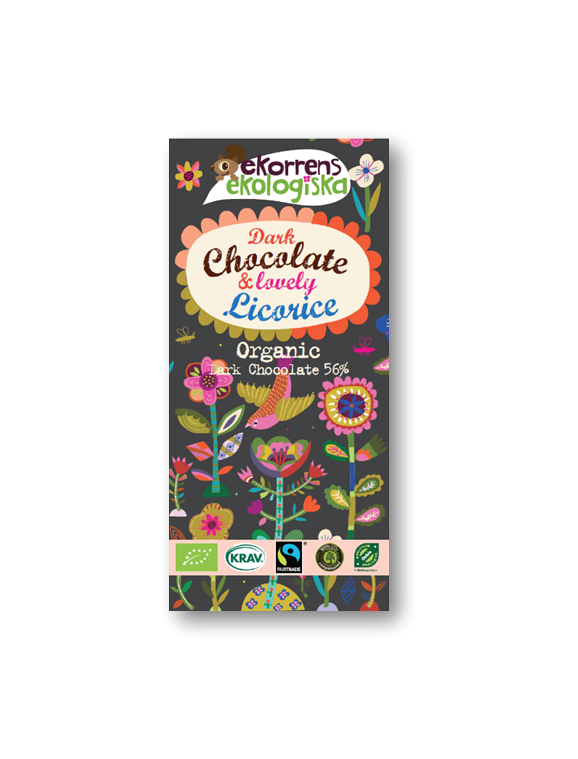 ekorrens
ekologiska
Dark
Chocolate
& lovely
Licorice
Organic
Dark Chocolate 56%
KRAV
FAIRTRADE